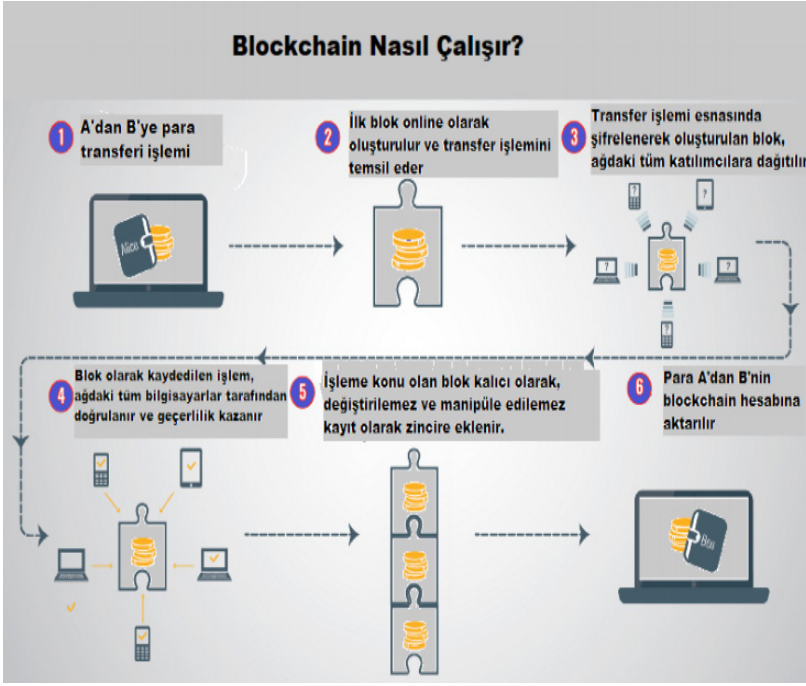 Blockchain Nasıl Çalışır?
1
A'dan B'ye para
transferi işlemi
2
İlk blok online olarak
oluşturulur ve transfer işlemini
temsil eder
3
Transfer işlemi esnasında
şifrelenerek oluşturulan blok,
ağdaki tüm katılımcılara dağıtılır
Alice
?
?
?
?
?
4
Blok olarak kaydedilen işlem,
ağdaki tüm bilgisayarlar tarafından
doğrulanır ve geçerlilik kazanır
5
İşleme konu olan blok kalıcı olarak,
değiştirilemez ve manipüle edilemez
kayıt olarak zincire eklenir.
6
Para A'dan B'nin
blockchain hesabına
aktarılır